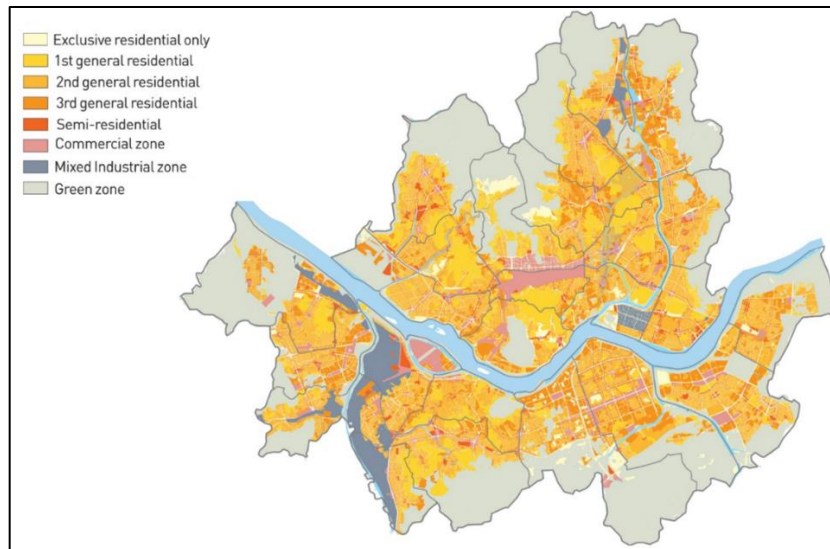 Exclusive residential only
1st general residential
2nd general residential
3rd general residential
Semi-residential
Commercial zone
Mixed Industrial zone
Green zone